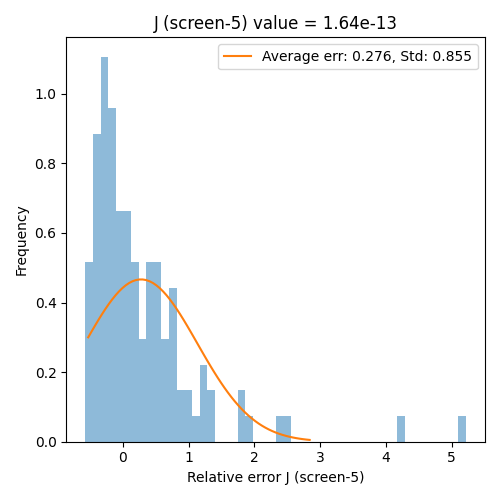 J (screen-5) value = 1.64e-13
Average err: 0.276, Std: 0.855
Frequency
1.0
0.8
0.6
0.4
0.2
0.0
0 1 2 3 4 5
Relative error J (screen-5)